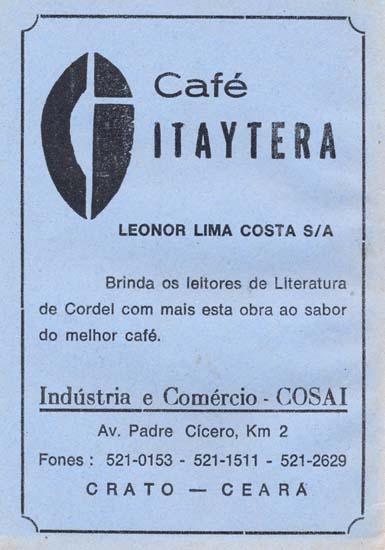 Café
ITAYTERA
LEONOR LIMA COSTA S/A
Brinda os leitores de Literatura
de Cordel com mais esta obra ao sabor
do melhor café.
Indústria e Comércio - COSAI
Av. Padre Cícero, Km 2
Fones : 521-0153 - 521-1511 - 521-2629
CRATO — CEARÁ